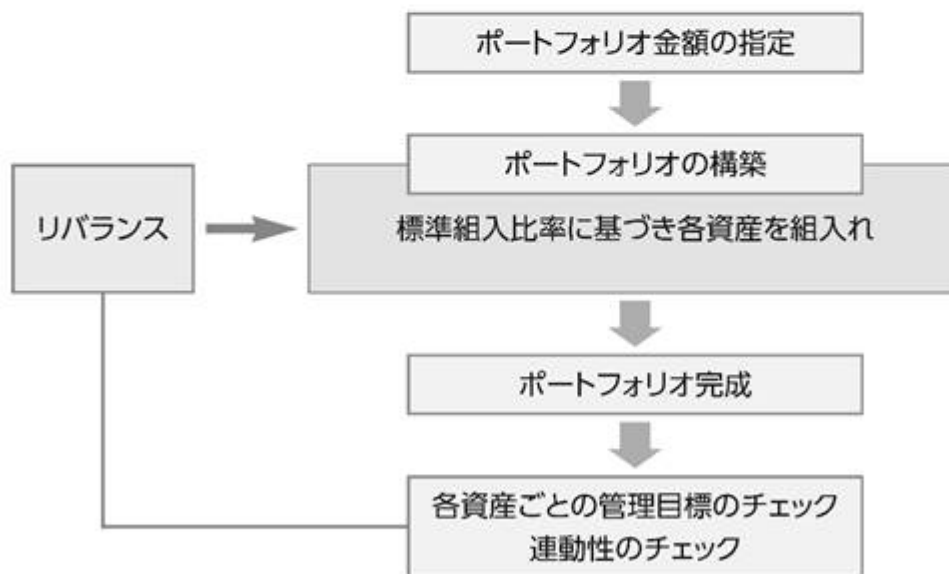 ポートフォリオ金額の指定
ポートフォリオの構築
リバランス
標準組入比率に基づき各資産を組入れ
ポートフォリオ完成
各資産ごとの管理目標のチェック
連動性のチェック